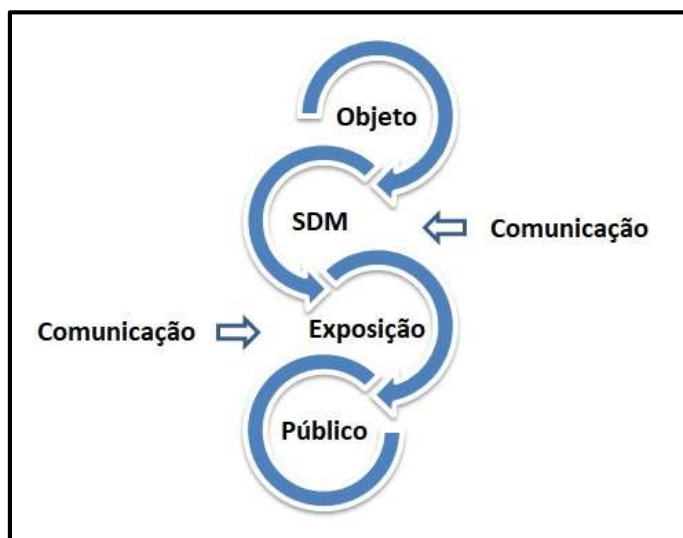 Objeto
SDM
Comunicação
Comunicação
Exposição
Público